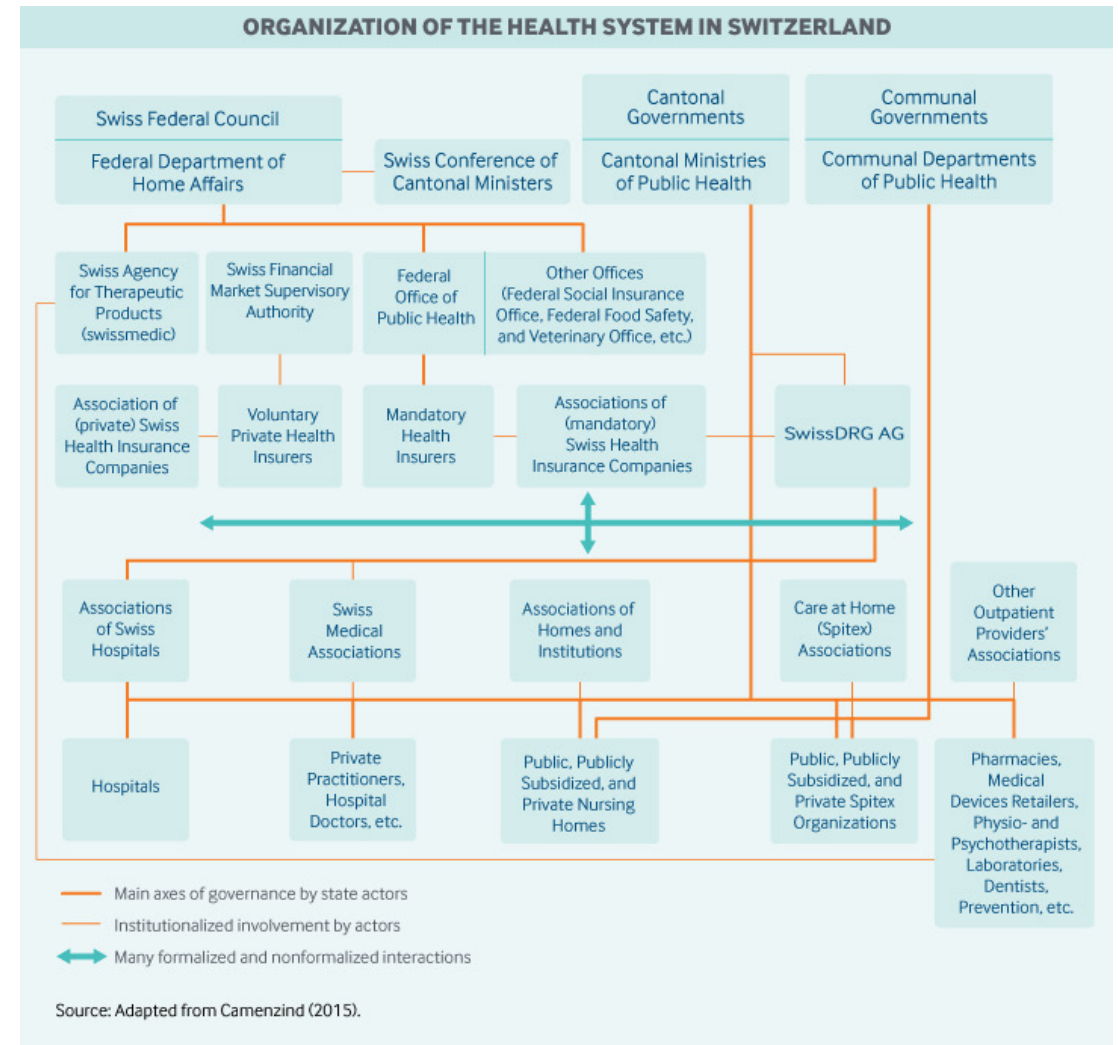 ORGANIZATION OF THE HEALTH SYSTEM IN SWITZERLAND
Swiss Federal Council
Federal Department of
Home Affairs
Swiss Conference of
Cantonal Ministers
Cantonal
Governments
Cantonal Ministries
of Public Health
Communal
Governments
Communal Departments
of Public Health
Swiss Agency
for Therapeutic
Products
(swissmedic)
Swiss Financial
Market Supervisory
Authority
Federal
Office of
Public Health
Other Offices
(Federal Social Insurance
Office, Federal Food Safety,
and Veterinary Office, etc.)
Association of
(private) Swiss
Health Insurance
Companies
Voluntary
Private Health
Insurers
Mandatory
Health
Insurers
Associations of
(mandatory)
Swiss Health
Insurance Companies
SwissDRG AG
Associations
of Swiss
Hospitals
Swiss
Medical
Associations
Associations of
Homes and
Institutions
Care at Home
(Spitex)
Associations
Other
Outpatient
Providers’
Associations
Hospitals
Private
Practitioners,
Hospital
Doctors, etc.
Public, Publicly
Subsidized, and
Private Nursing
Homes
Public, Publicly
Subsidized, and
Private Spitex
Organizations
Pharmacies,
Medical
Devices Retailers,
Physio- and
Psychotherapists,
Laboratories,
Dentists,
Prevention, etc.
Main axes of governance by state actors
Institutionalized involvement by actors
Many formalized and nonformalized interactions
Source: Adapted from Camenzind (2015).